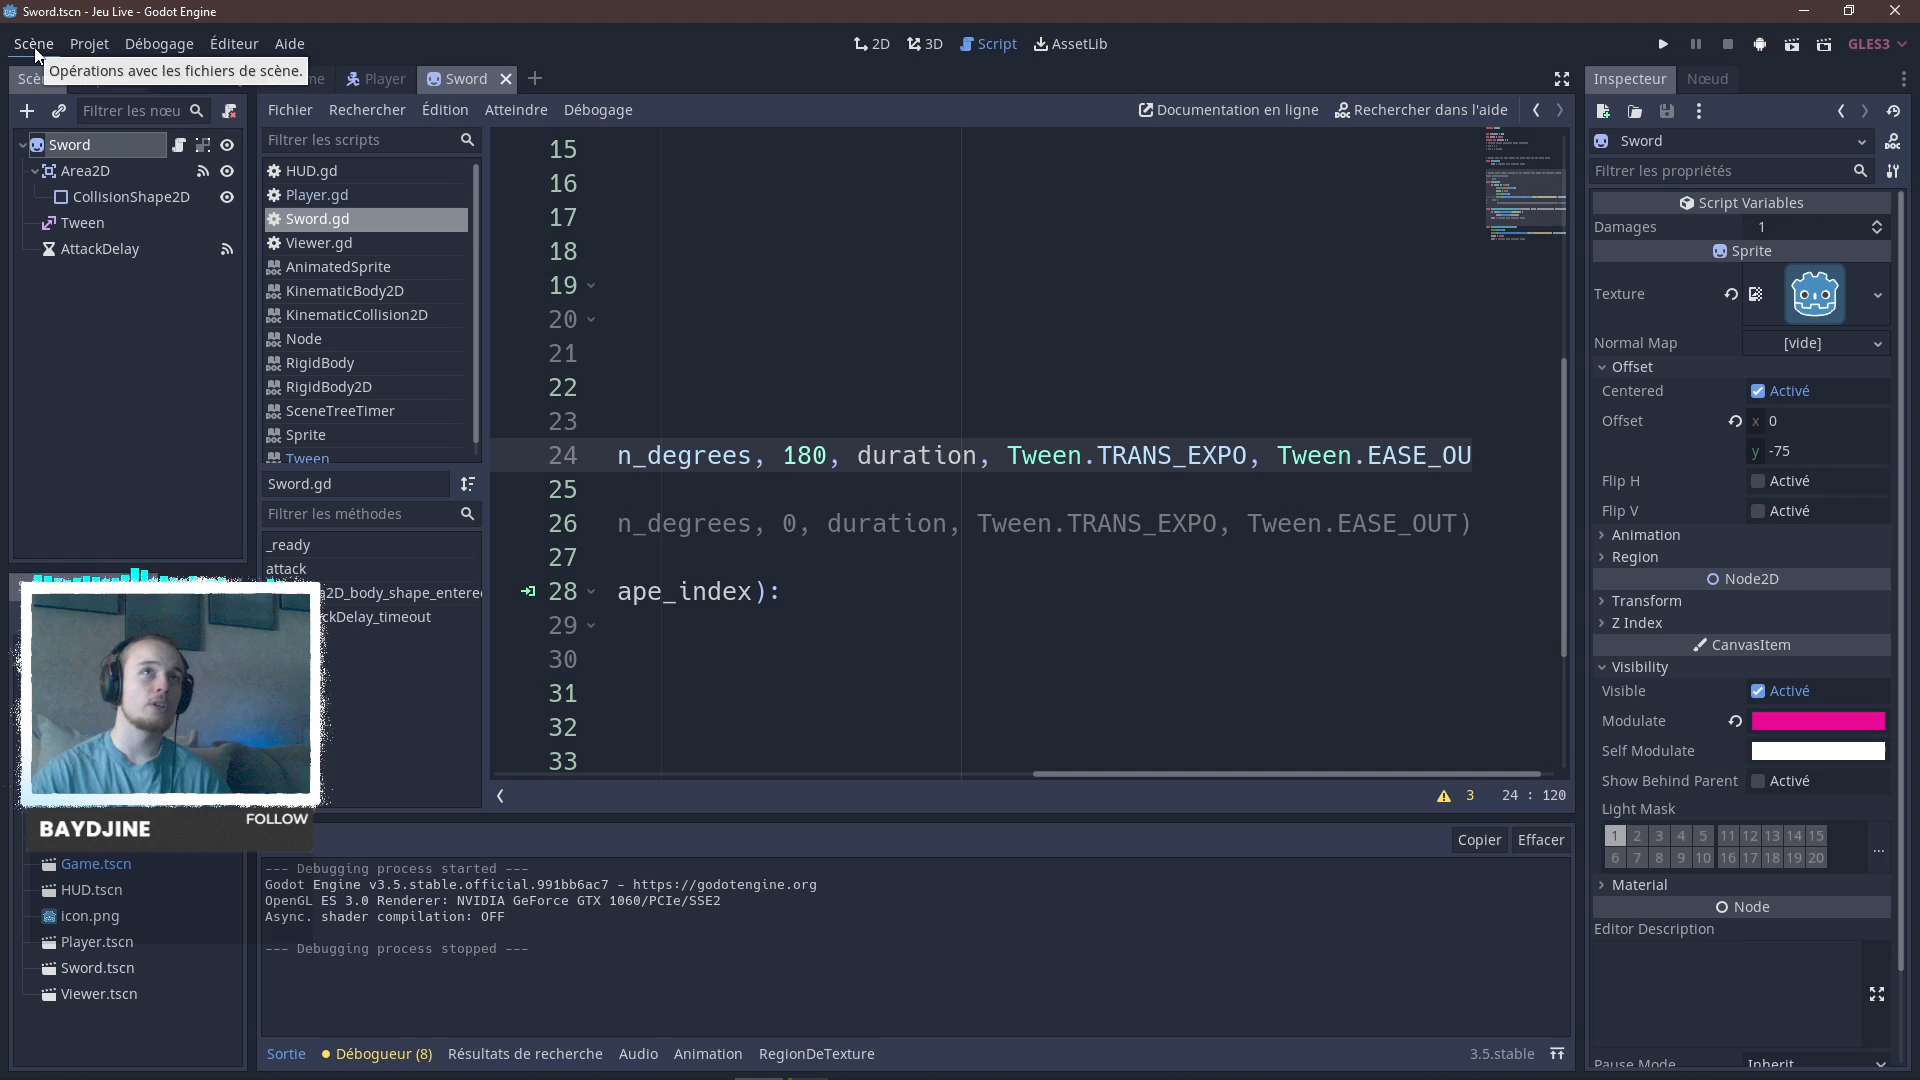 Sword.tscn - Jeu Live - Godot Engine
Scène Projet Débogage Éditeur Aide
2D 3D Script AssetLib
GLES3
Opérations avec les fichiers de scène.
Player Sword
Inspecteur Nœud
Filtrer les nœu
Fichier Rechercher Édition Atteindre Débogage
Documentation en ligne Rechercher dans l'aide
Sword
Area2D
CollisionShape2D
Tween
AttackDelay
Filtrer les scripts
HUD.gd
Player.gd
Sword.gd
Viewer.gd
AnimatedSprite
KinematicBody2D
KinematicCollision2D
Node
RigidBody
RigidBody2D
SceneTreeTimer
Sprite
Tween
Sword.gd
Filtrer les méthodes
_ready
attack
2D_body_shape_entere
ckDelay_timeout
15
16
17
18
19
20
21
22
23
24 n_degrees, 180, duration, Tween.TRANS_EXPO, Tween.EASE_OU
25
26 n_degrees, 0, duration, Tween.TRANS_EXPO, Tween.EASE_OUT)
27
28 ape_index):
29
30
31
32
33
3 24 : 120
Sword
Filtrer les propriétés
Script Variables
Damages 1
Sprite
Texture
Normal Map [vide]
Offset
Centered Activé
Offset x 0
y -75
Flip H Activé
Flip V Activé
Animation
Region
Node2D
Transform
Z Index
CanvasItem
Visibility
Visible Activé
Modulate
Self Modulate
Show Behind Parent Activé
Light Mask
1 2 3 4 5 11 12 13 14 15
6 7 8 9 10 16 17 18 19 20
...
Material
Node
Editor Description
Pause Mode Inherit
BAYDJINE
FOLLOW
Game.tscn
HUD.tscn
icon.png
Player.tscn
Sword.tscn
Viewer.tscn
Copier Effacer
--- Debugging process started ---
Godot Engine v3.5.stable.official.991bb6ac7 - https://godotengine.org
OpenGL ES 3.0 Renderer: NVIDIA GeForce GTX 1060/PCIe/SSE2
Async. shader compilation: OFF
--- Debugging process stopped ---
Sortie Débogueur (8) Résultats de recherche Audio Animation RegionDeTexture
3.5.stable